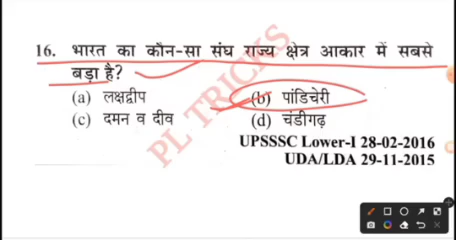 16. भारत का कौन-सा संघ राज्य क्षेत्र आकार में सबसे
बड़ा है?
(a) लक्षद्वीप (b) पांडिचेरी
(c) दमन व दीव (d) चंडीगढ़
UPSSSC Lower-I 28-02-2016
UDA/LDA 29-11-2015
PL TRICKS